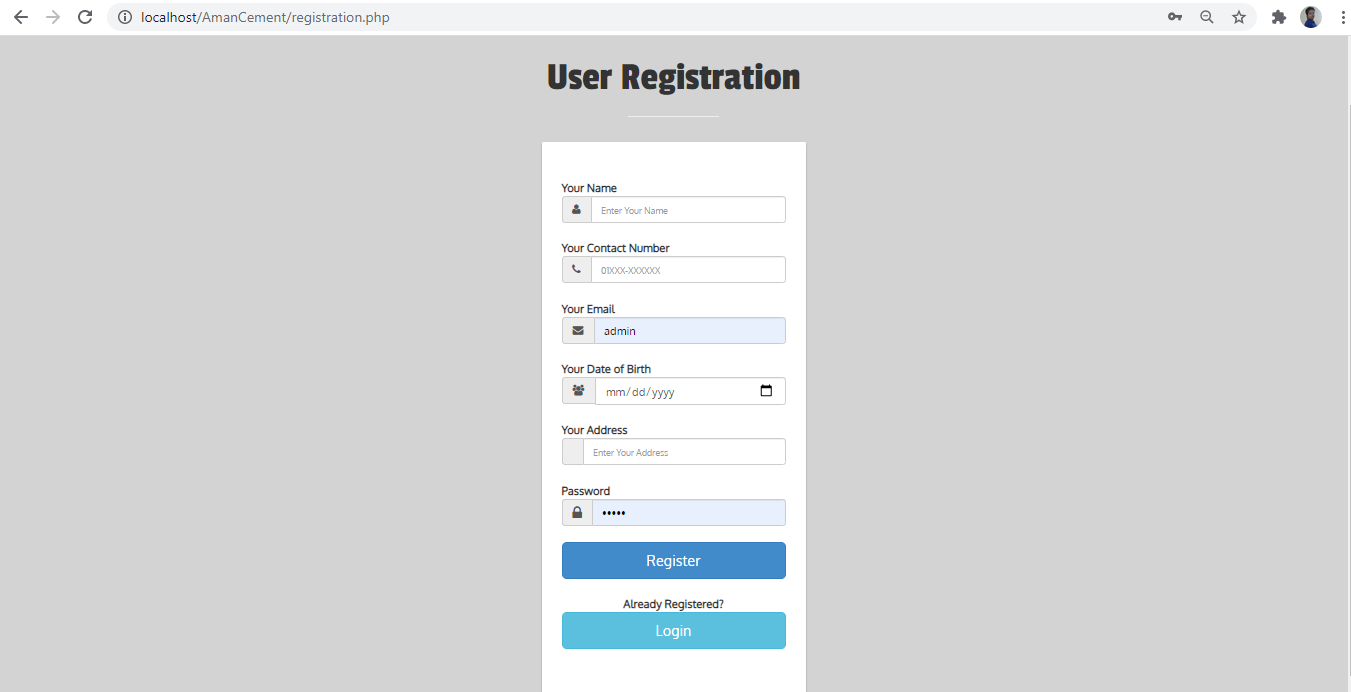 localhost/AmanCement/registration.php
User Registration
Your Name
Enter Your Name
Your Contact Number
01XXX-XXXXXX
Your Email
admin
Your Date of Birth
mm/dd/yyyy
Your Address
Enter Your Address
Password
•••••
Register
Already Registered?
Login